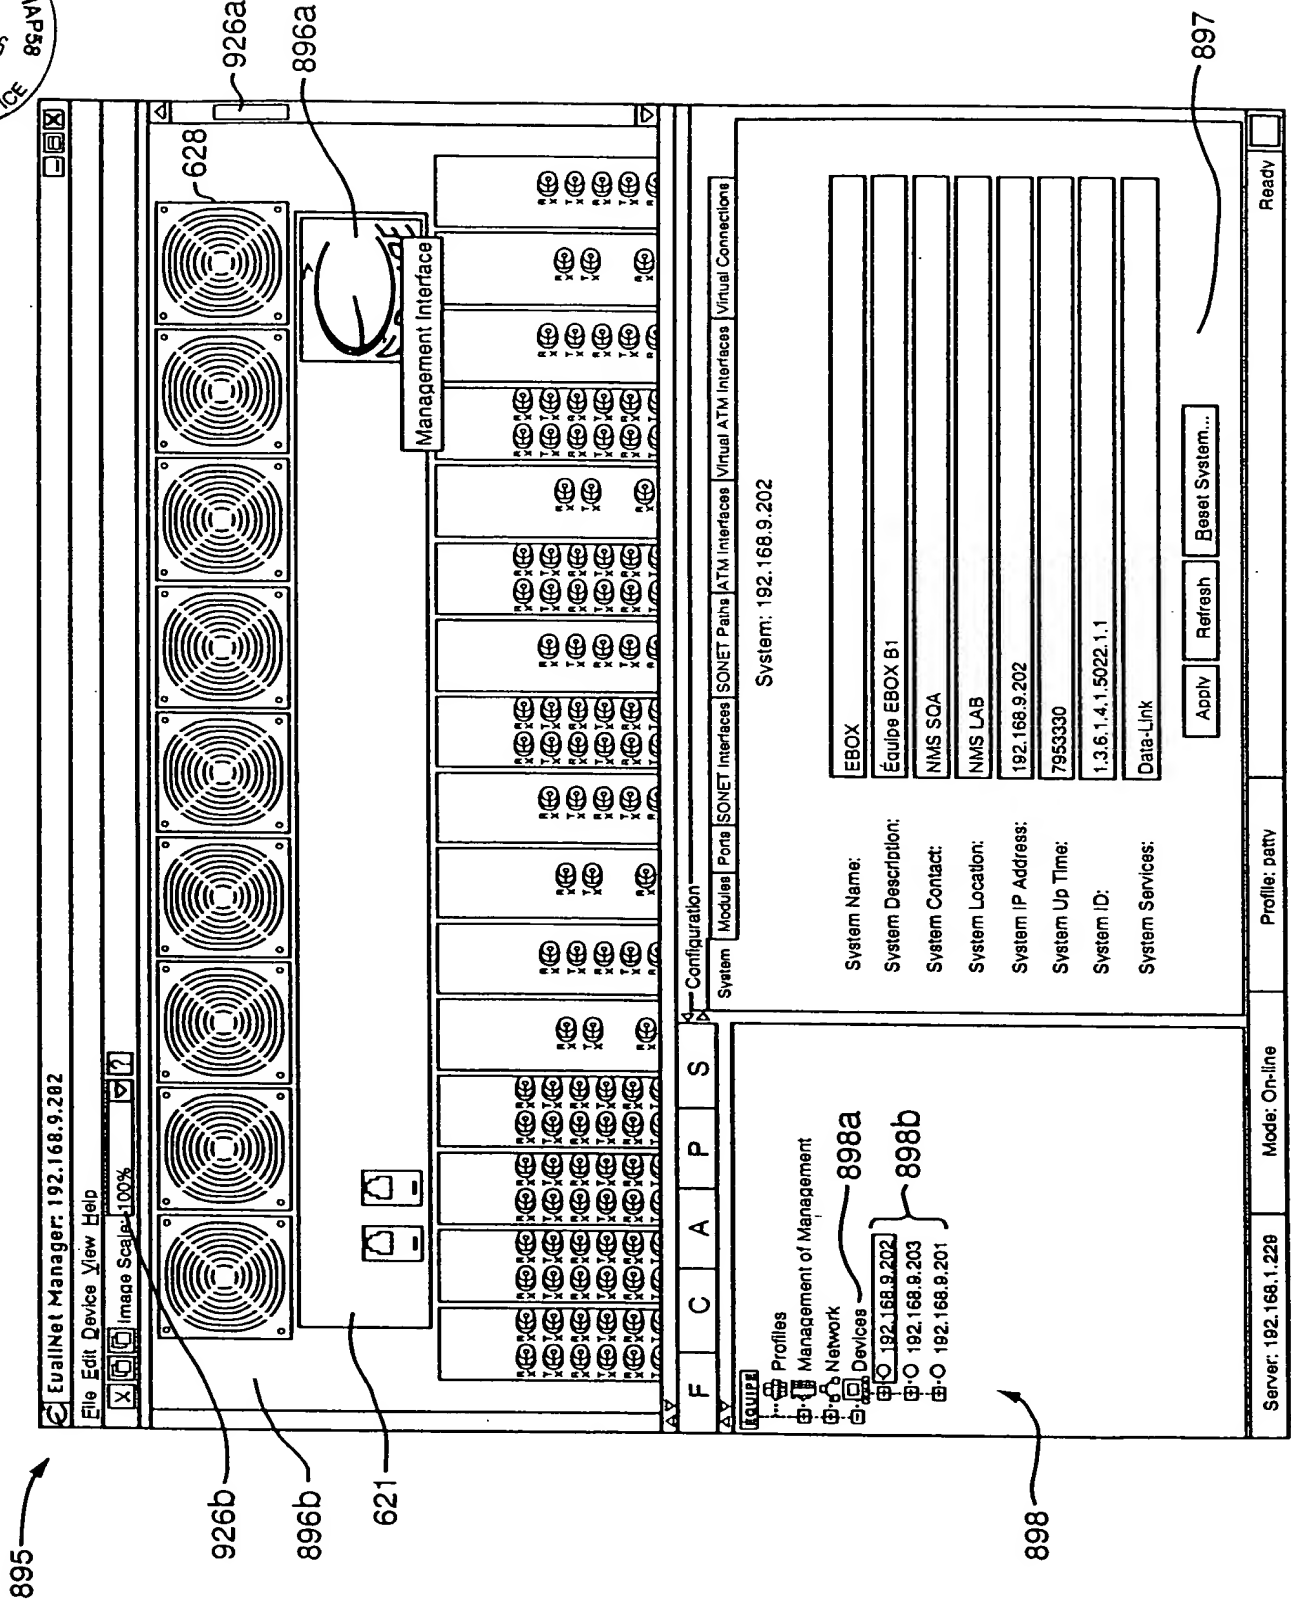 895
EualNet Manager: 192.168.9.202
File Edit Device View Help
X Image Scale: 100% ?
926b
896b
621
628
926a
896a
Management Interface
F C A P S
EQUIPE
Profiles
Management of Management
Network
Devices
192.168.9.202
192.168.9.203
192.168.9.201
898a
898b
898
Configuration
System Modules Ports SONET Interfaces SONET Paths ATM Interfaces Virtual ATM Interfaces Virtual Connections
System: 192.168.9.202
System Name: EBOX
System Description: Équipe EBOX B1
System Contact: NMS SQA
System Location: NMS LAB
System IP Address: 192.168.9.202
System Up Time: 7953330
System ID: 1.3.6.1.4.1.5022.1.1
System Services: Data-Link
Apply Refresh Reset System...
897
Server: 192.168.1.229 Mode: On-line Profile: patty Ready